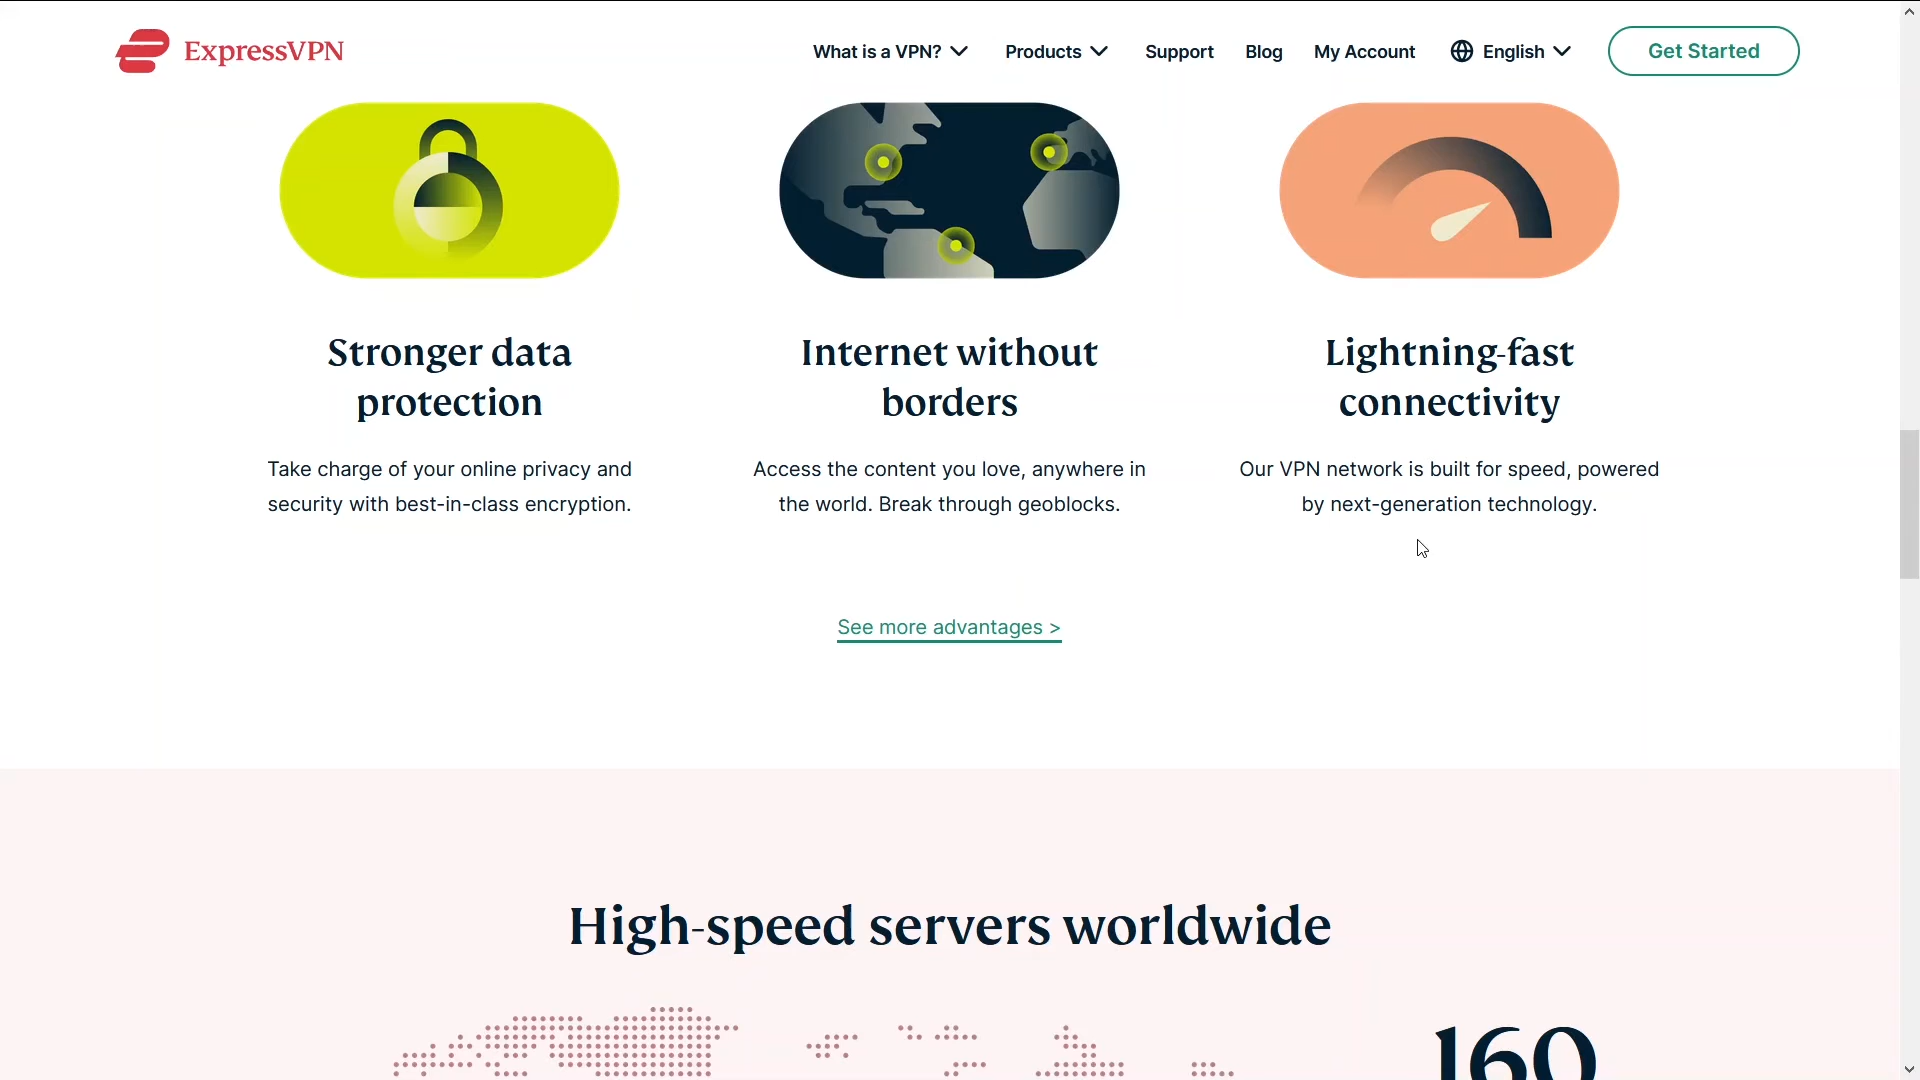 ExpressVPN
What is a VPN? Products Support Blog My Account English Get Started
Stronger data
protection
Take charge of your online privacy and
security with best-in-class encryption.
Internet without
borders
Access the content you love, anywhere in
the world. Break through geoblocks.
Lightning-fast
connectivity
Our VPN network is built for speed, powered
by next-generation technology.
See more advantages >
High-speed servers worldwide
160